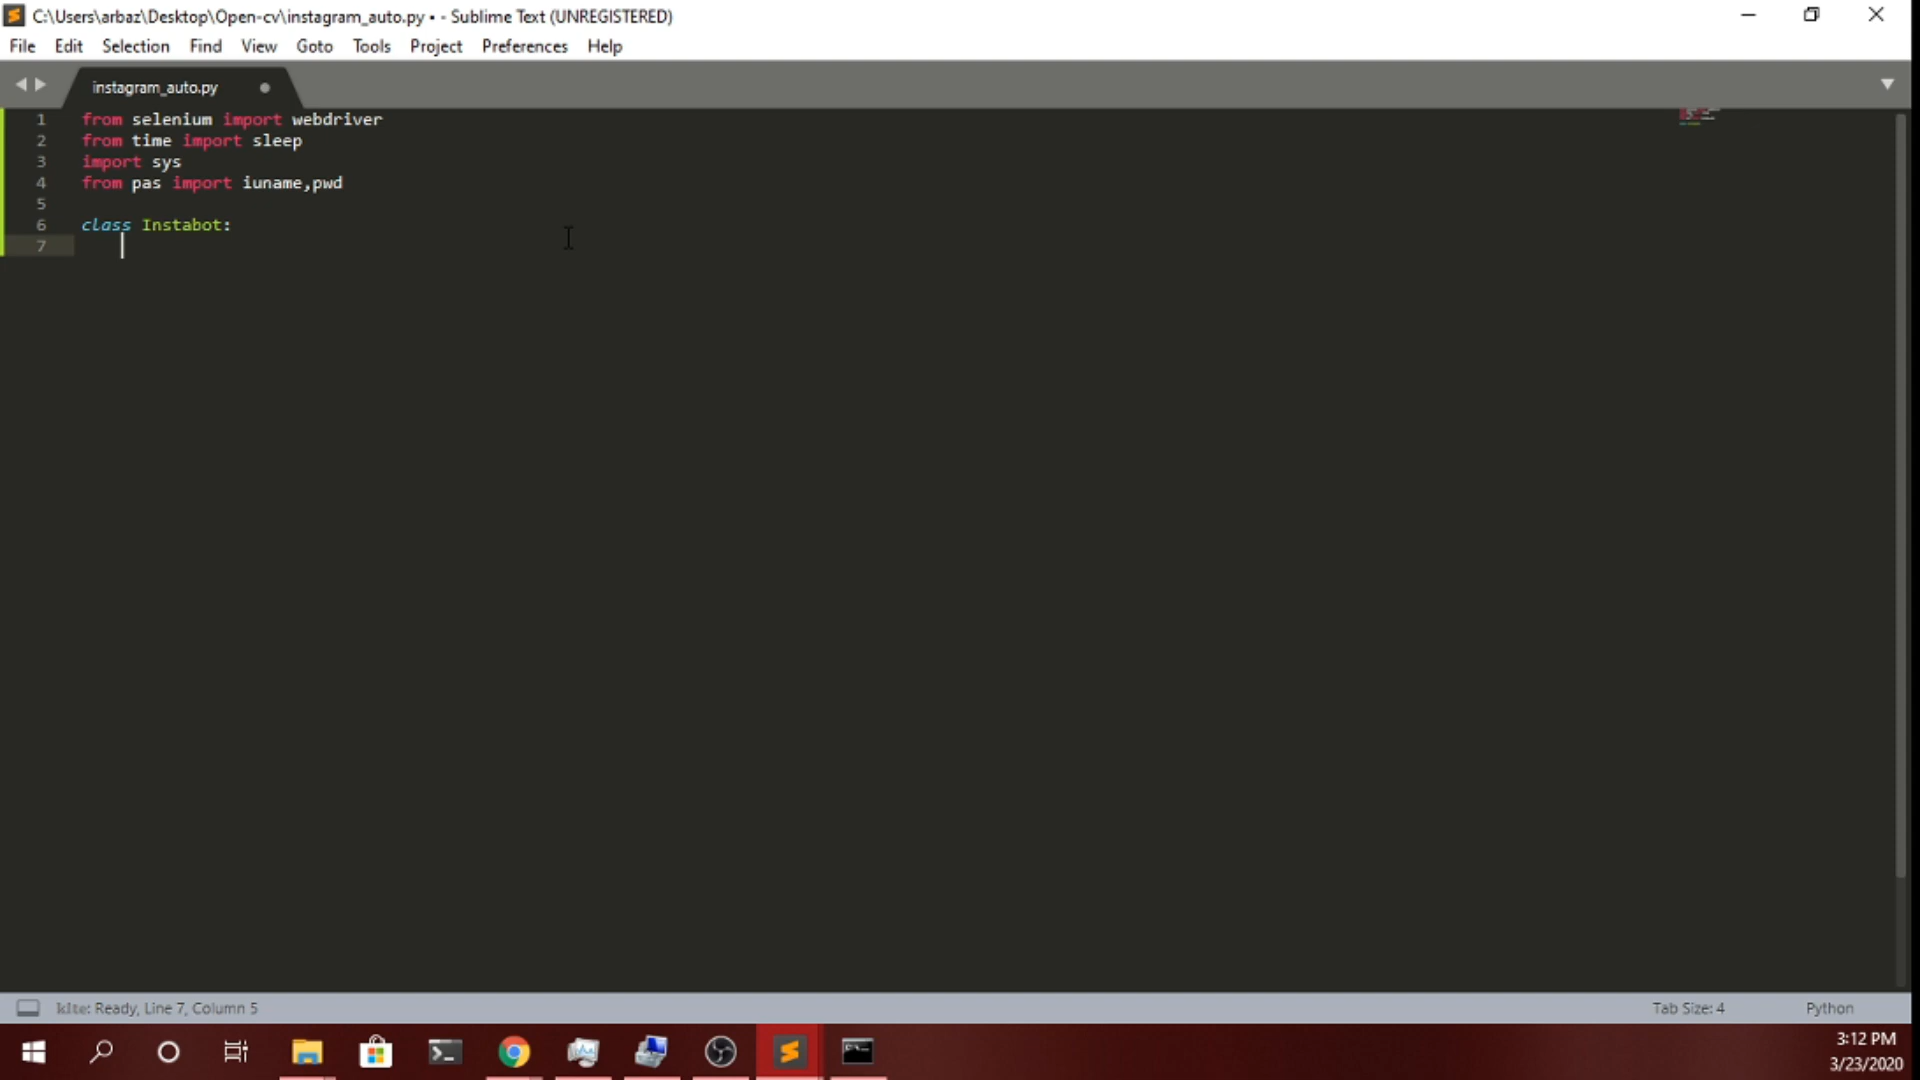 C:\Users\arbaz\Desktop\Open-cv\instagram_auto.py • - Sublime Text (UNREGISTERED)
File Edit Selection Find View Goto Tools Project Preferences Help
instagram_auto.py
1 from selenium import webdriver
2 from time import sleep
3 import sys
4 from pas import iuname,pwd
5
6 class Instabot:
7
kite: Ready, Line 7, Column 5 Tab Size: 4 Python
3:12 PM
3/23/2020